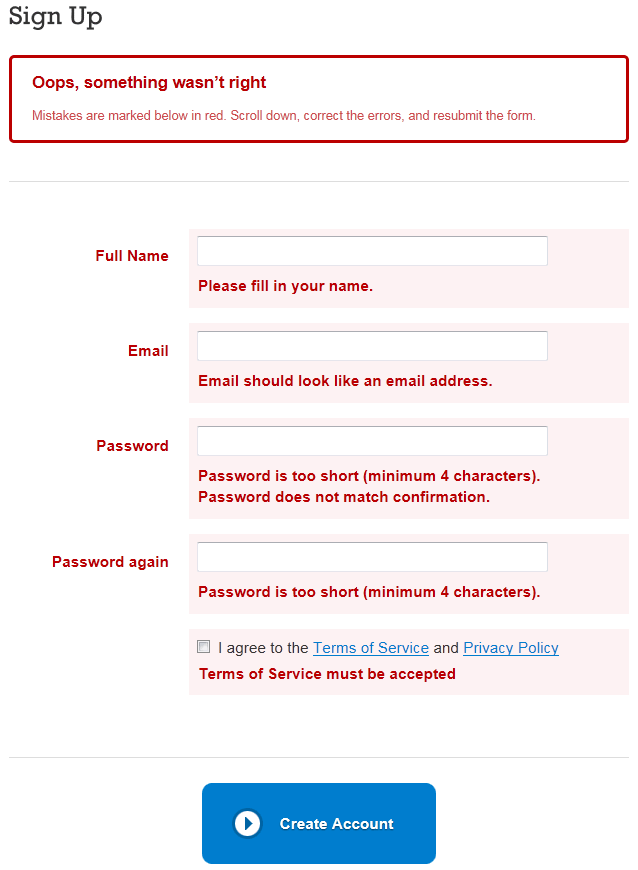 Sign Up
Oops, something wasn’t right
Mistakes are marked below in red. Scroll down, correct the errors, and resubmit the form.
Full Name
Please fill in your name.
Email
Email should look like an email address.
Password
Password is too short (minimum 4 characters).
Password does not match confirmation.
Password again
Password is too short (minimum 4 characters).
I agree to the Terms of Service and Privacy Policy
Terms of Service must be accepted
Create Account